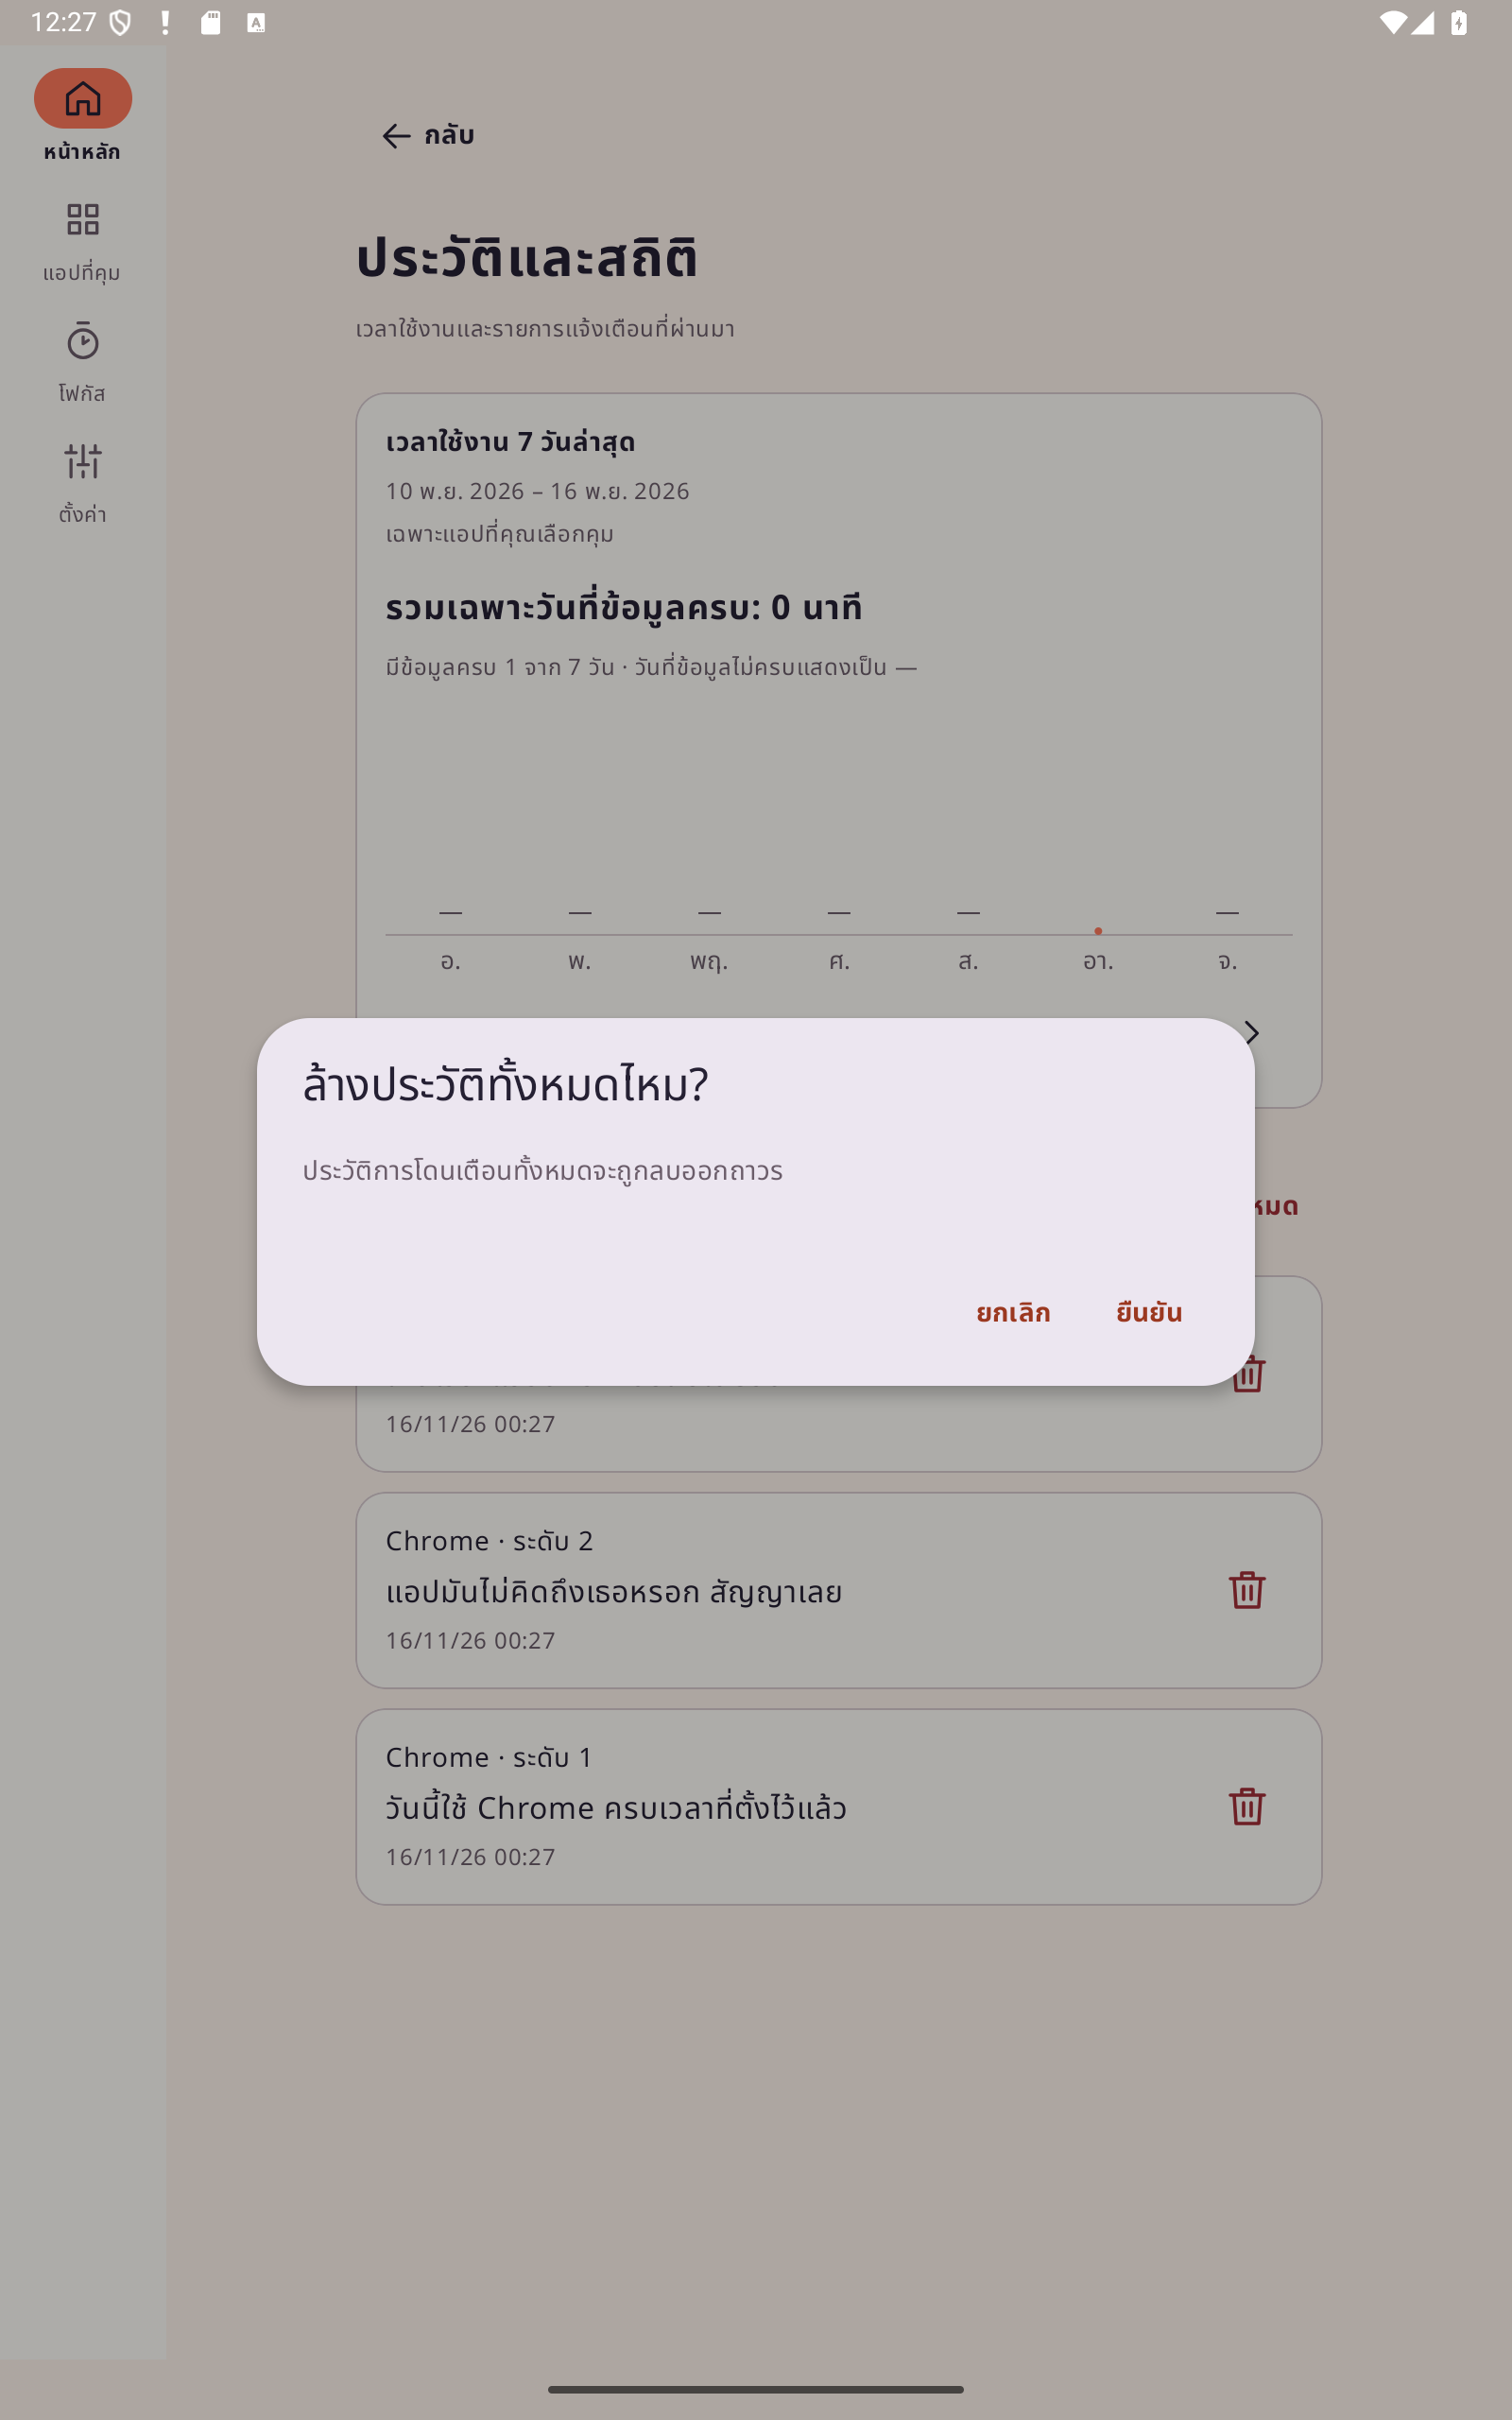 12:27
หน้าหลัก
แอปที่คุม
โฟกัส
ตั้งค่า
กลับ
ประวัติและสถิติ
เวลาใช้งานและรายการแจ้งเตือนที่ผ่านมา
เวลาใช้งาน 7 วันล่าสุด
10 พ.ย. 2026 – 16 พ.ย. 2026
เฉพาะแอปที่คุณเลือกคุม
รวมเฉพาะวันที่ข้อมูลครบ: 0 นาที
มีข้อมูลครบ 1 จาก 7 วัน · วันที่ข้อมูลไม่ครบแสดงเป็น —
— — — — — —
อ. พ. พฤ. ศ. ส. อา. จ.
ล้างประวัติทั้งหมดไหม?
ประวัติการโดนเตือนทั้งหมดจะถูกลบออกถาวร
หมด
ยกเลิก ยืนยัน
16/11/26 00:27
Chrome · ระดับ 2
แอปมันไม่คิดถึงเธอหรอก สัญญาเลย
16/11/26 00:27
Chrome · ระดับ 1
วันนี้ใช้ Chrome ครบเวลาที่ตั้งไว้แล้ว
16/11/26 00:27